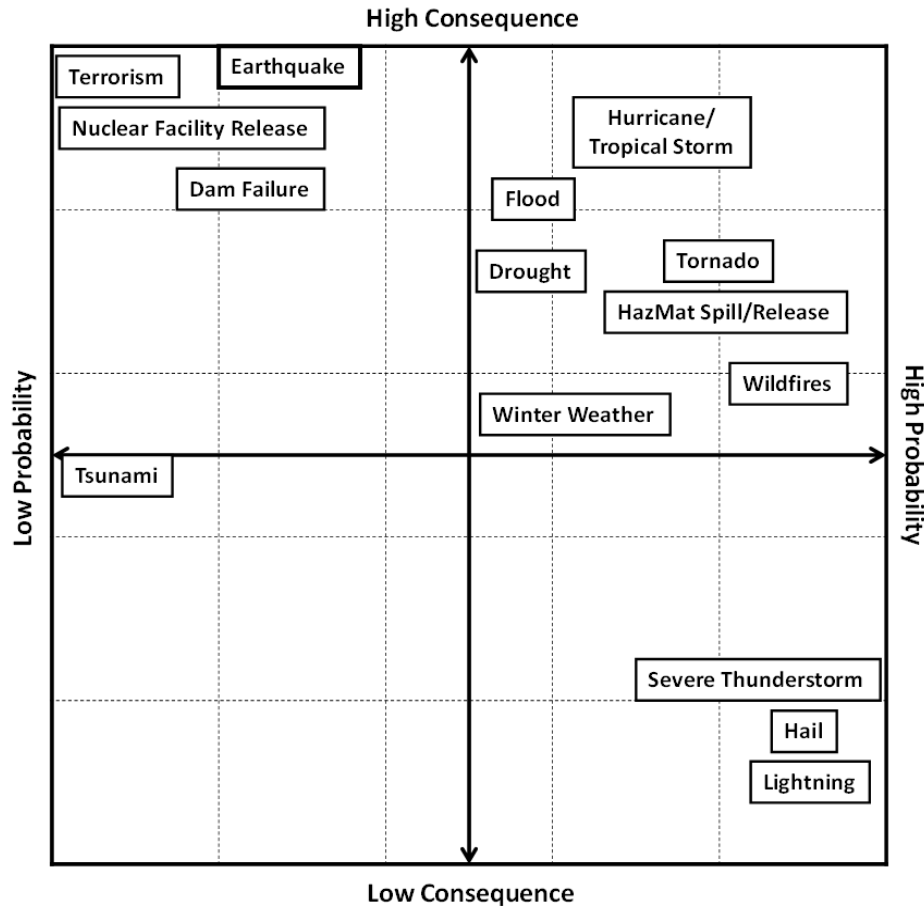 High Consequence
Terrorism
Earthquake
Nuclear Facility Release
Dam Failure
Hurricane/
Tropical Storm
Flood
Drought
Tornado
HazMat Spill/Release
Wildfires
Winter Weather
Low Probability
High Probability
Tsunami
Severe Thunderstorm
Hail
Lightning
Low Consequence